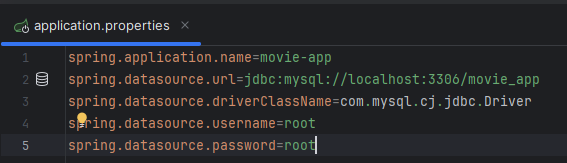 application.properties
1 spring.application.name=movie-app
2 spring.datasource.url=jdbc:mysql://localhost:3306/movie_app
3 spring.datasource.driverClassName=com.mysql.cj.jdbc.Driver
4 spring.datasource.username=root
5 spring.datasource.password=root